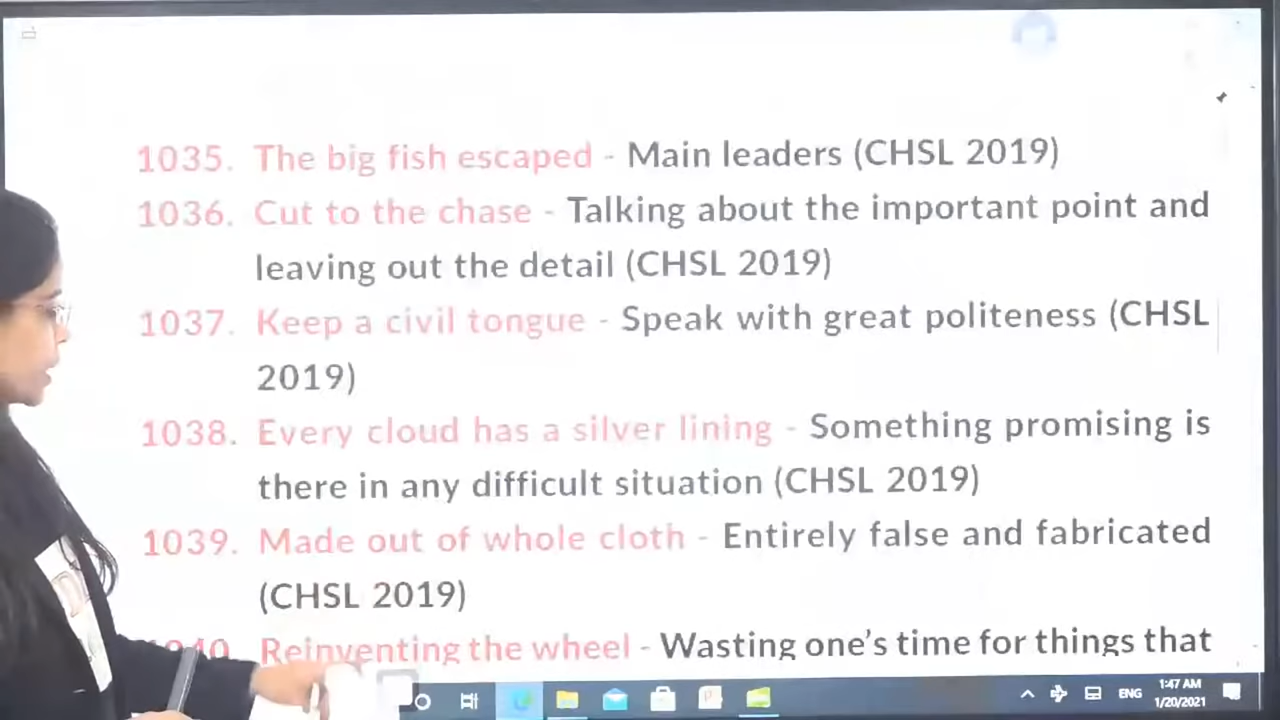 1035. The big fish escaped - Main leaders (CHSL 2019)
1036. Cut to the chase - Talking about the important point and
leaving out the detail (CHSL 2019)
1037. Keep a civil tongue - Speak with great politeness (CHSL
2019)
1038. Every cloud has a silver lining - Something promising is
there in any difficult situation (CHSL 2019)
1039. Made out of whole cloth - Entirely false and fabricated
(CHSL 2019)
1040. Reinventing the wheel - Wasting one's time for things that
ENG
1:47 AM
1/20/2021